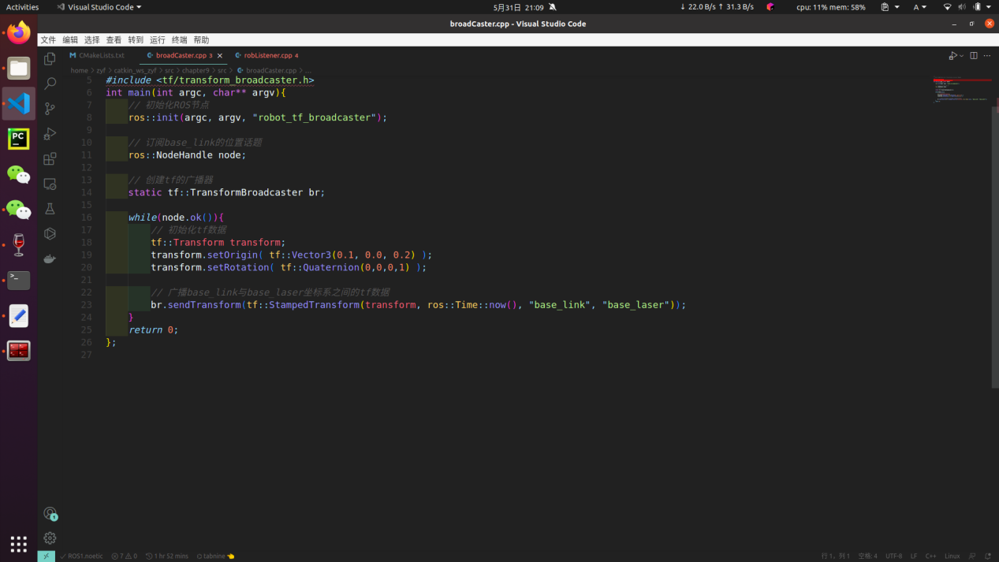 Activities Visual Studio Code 5月31日 21:09 ↓ 22.0 B/s ↑ 31.3 B/s cpu: 11% mem: 58% A
broadCaster.cpp - Visual Studio Code
文件 编辑 选择 查看 转到 运行 终端 帮助
CMakeLists.txt broadCaster.cpp 3 robListener.cpp 4
home > zyf > catkin_ws_zyf > src > chapter9 > src > broadCaster.cpp > ...
5 #include <tf/transform_broadcaster.h>
6 int main(int argc, char** argv){
7 // 初始化ROS节点
8 ros::init(argc, argv, "robot_tf_broadcaster");
9
10 // 订阅base_link的位置话题
11 ros::NodeHandle node;
12
13 // 创建tf的广播器
14 static tf::TransformBroadcaster br;
15
16 while(node.ok()){
17 // 初始化tf数据
18 tf::Transform transform;
19 transform.setOrigin( tf::Vector3(0.1, 0.0, 0.2) );
20 transform.setRotation( tf::Quaternion(0,0,0,1) );
21
22 // 广播base_link与base_laser坐标系之间的tf数据
23 br.sendTransform(tf::StampedTransform(transform, ros::Time::now(), "base_link", "base_laser"));
24 }
25 return 0;
26 };
27
PC
1
ROS1.noetic 7 0 1 hr 52 mins tabnine 行 1，列 1 空格: 4 UTF-8 LF C++ Linux